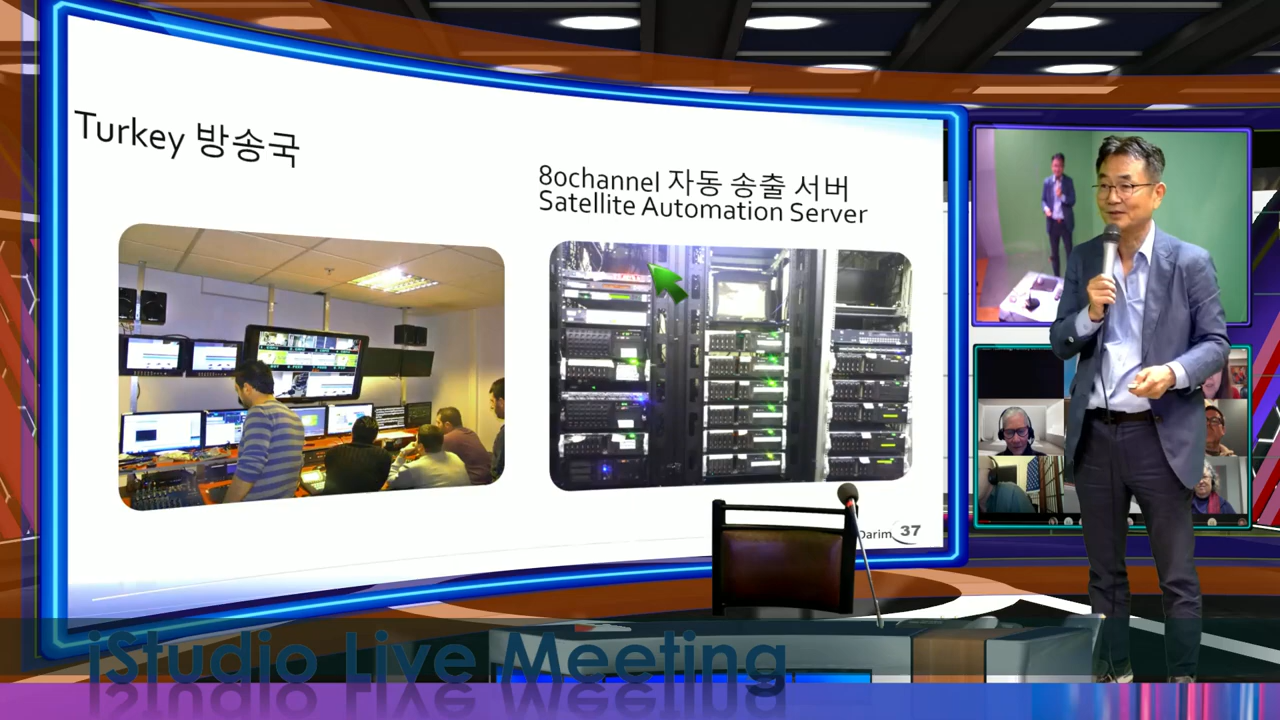 Turkey 방송국
80channel 자동 송출 서버
Satellite Automation Server
Darim 37
iStudio Live Meeting